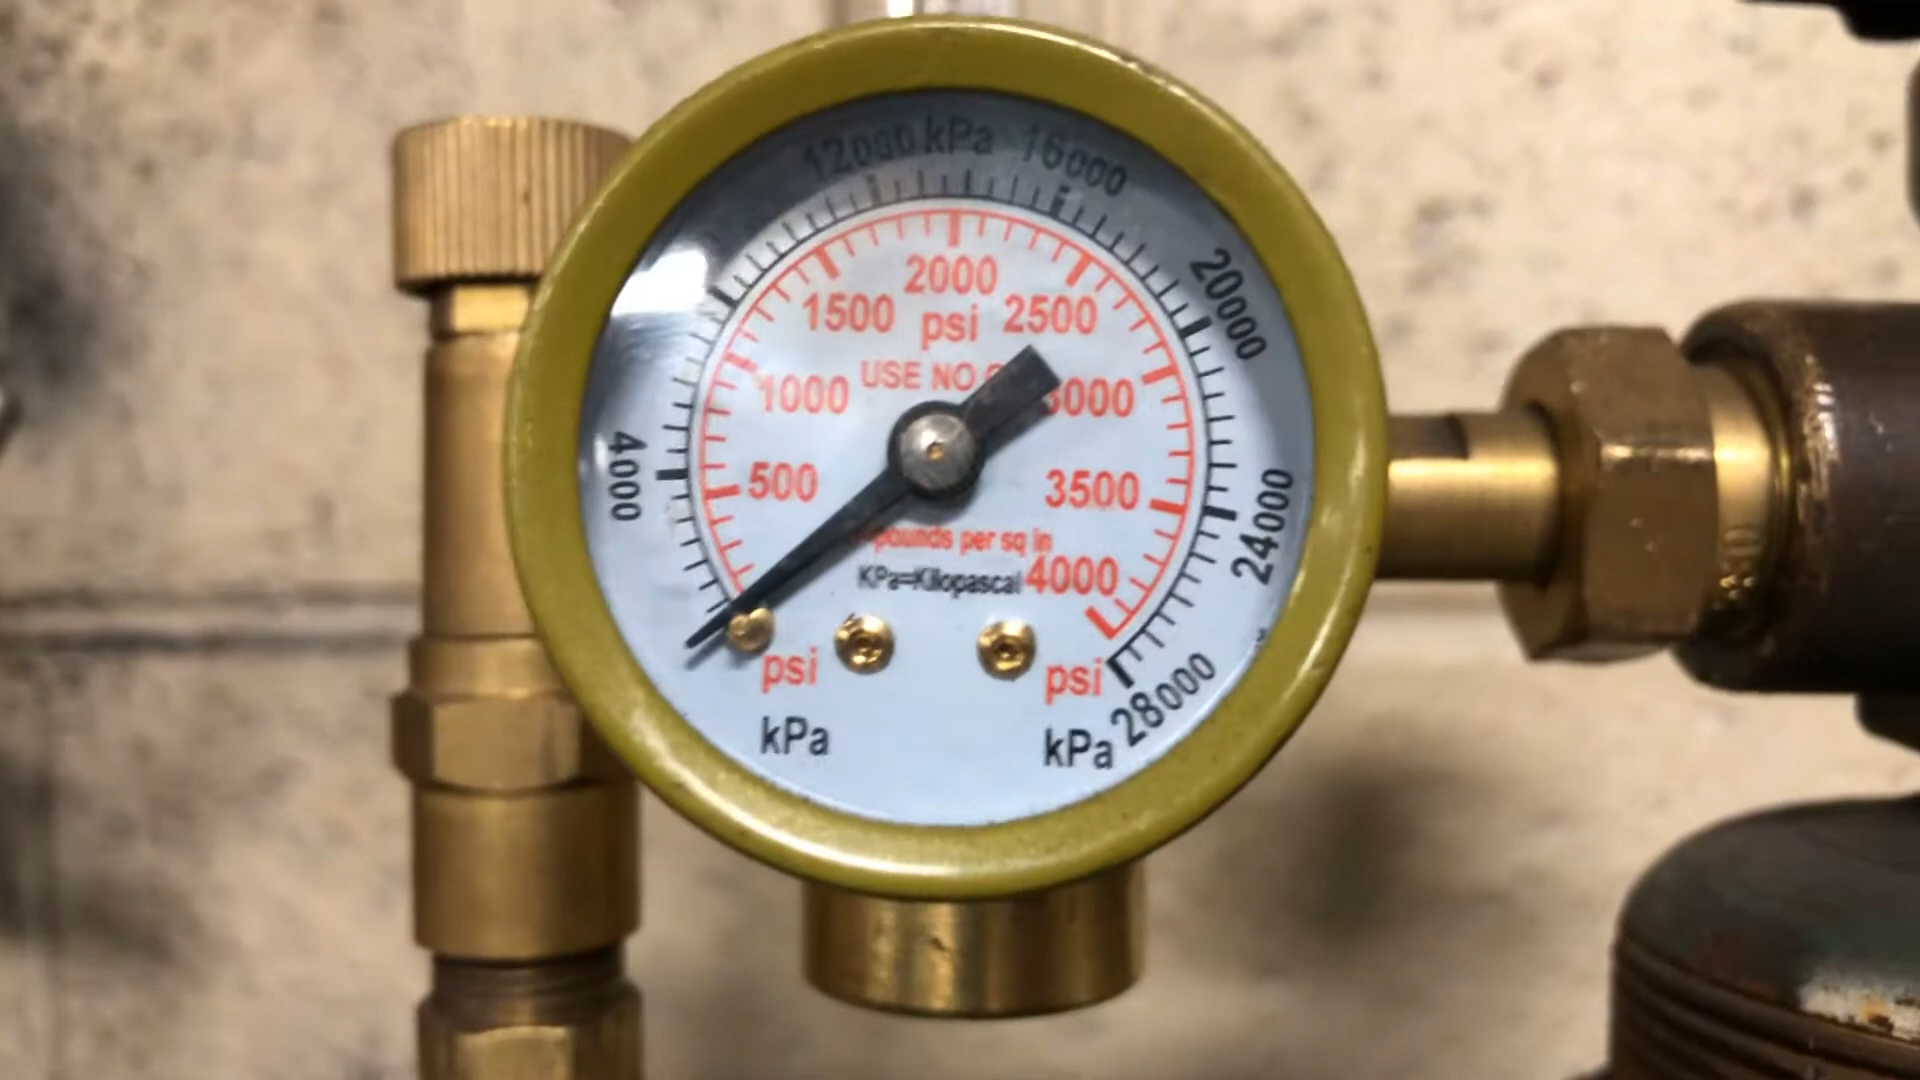 12000 kPa 16000
20000
2000
1500 psi 2500
USE NO
1000 3000
4000
500 3500
24000
pounds per sq in
KPa=Kilopascal 4000
psi psi
28000
kPa kPa